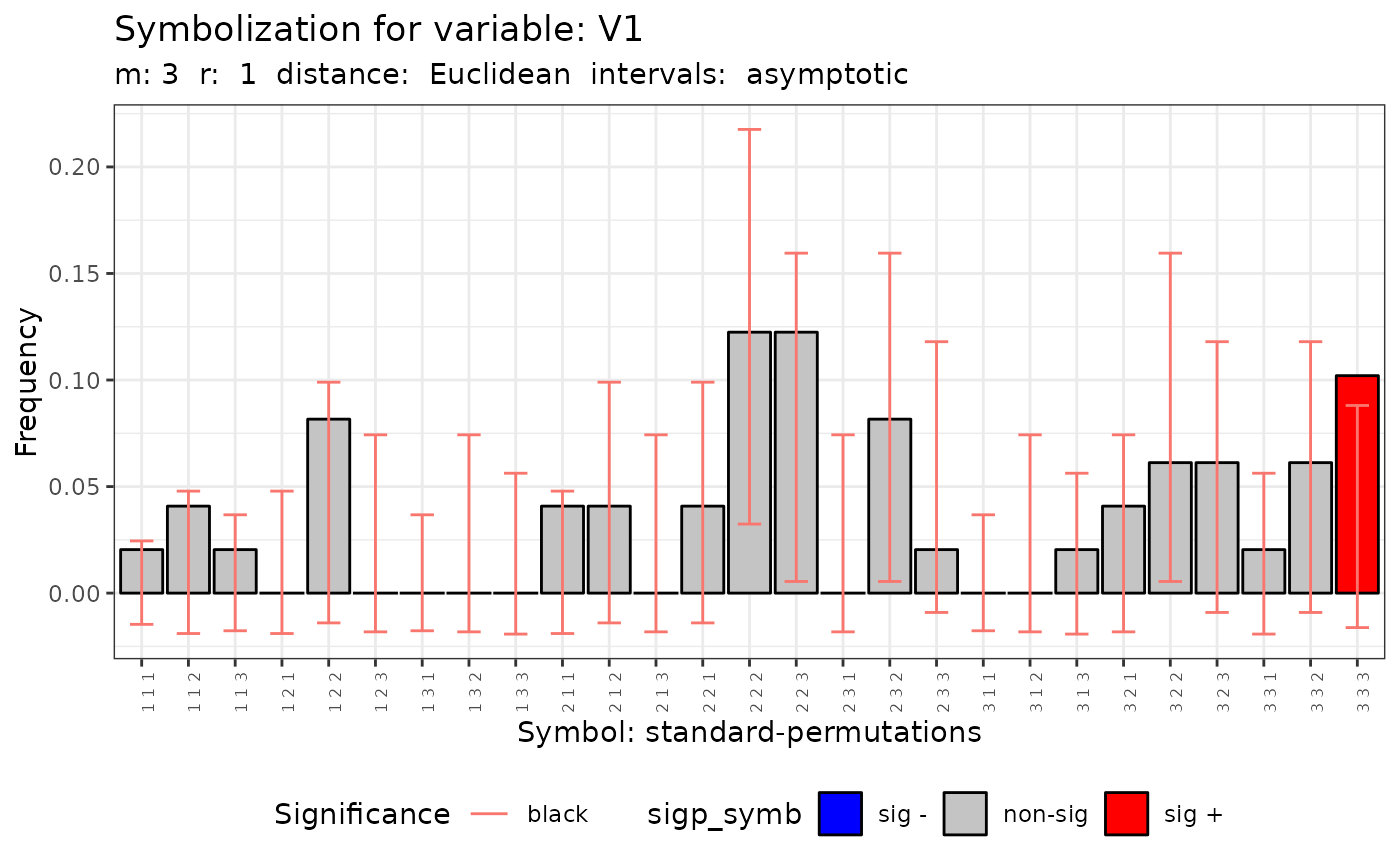 Symbolization for variable: V1
m: 3 r: 1 distance: Euclidean intervals: asymptotic
Frequency
0.20
0.15
0.10
0.05
0.00
1 1 1
1 1 2
1 1 3
1 2 1
1 2 2
1 2 3
1 3 1
1 3 2
1 3 3
2 1 1
2 1 2
2 1 3
2 2 1
2 2 2
2 2 3
2 3 1
2 3 2
2 3 3
3 1 1
3 1 2
3 1 3
3 2 1
3 2 2
3 2 3
3 3 1
3 3 2
3 3 3
Symbol: standard-permutations
Significance black sigp_symb sig - non-sig sig +